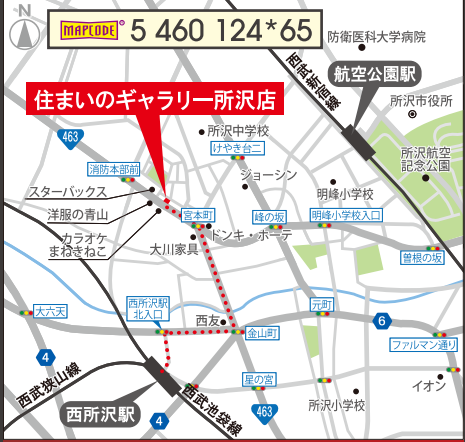 N
MAPCODE® 5 460 124*65
防衛医科大学病院
西武新宿線
航空公園駅
住まいのギャラリー所沢店
所沢市役所
所沢中学校
463
けやき台二
消防本部前
所沢航空
記念公園
ジョーシン
スターバックス
明峰小学校
洋服の青山
宮本町
峰の坂
明峰小学校入口
カラオケ
まねきねこ
ドンキ・ホーテ
大川家具
曽根の坂
大六天
西所沢駅
北入口
元町
西友
金山町
6
ファルマン通り
4
星の宮
イオン
西武狭山線
西所沢駅
4
西武池袋線
463
所沢小学校